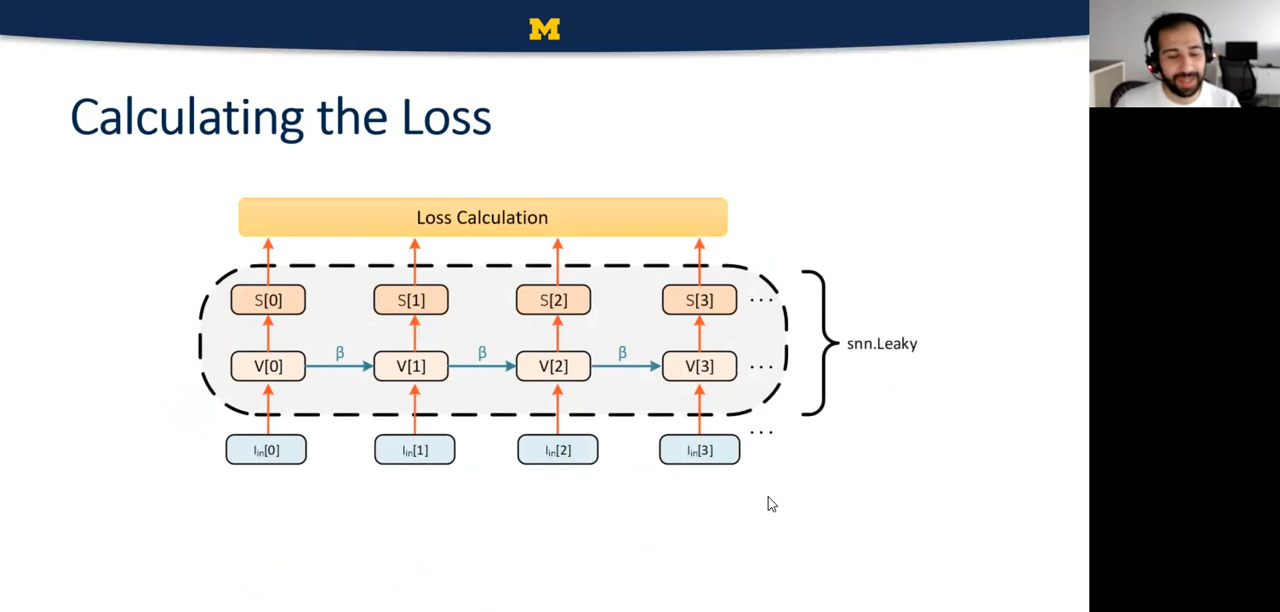 M
Calculating the Loss
Loss Calculation
S[0] S[1] S[2] S[3] ...
β β β
V[0] V[1] V[2] V[3] ...
snn.Leaky
...
Iin[0] Iin[1] Iin[2] Iin[3]